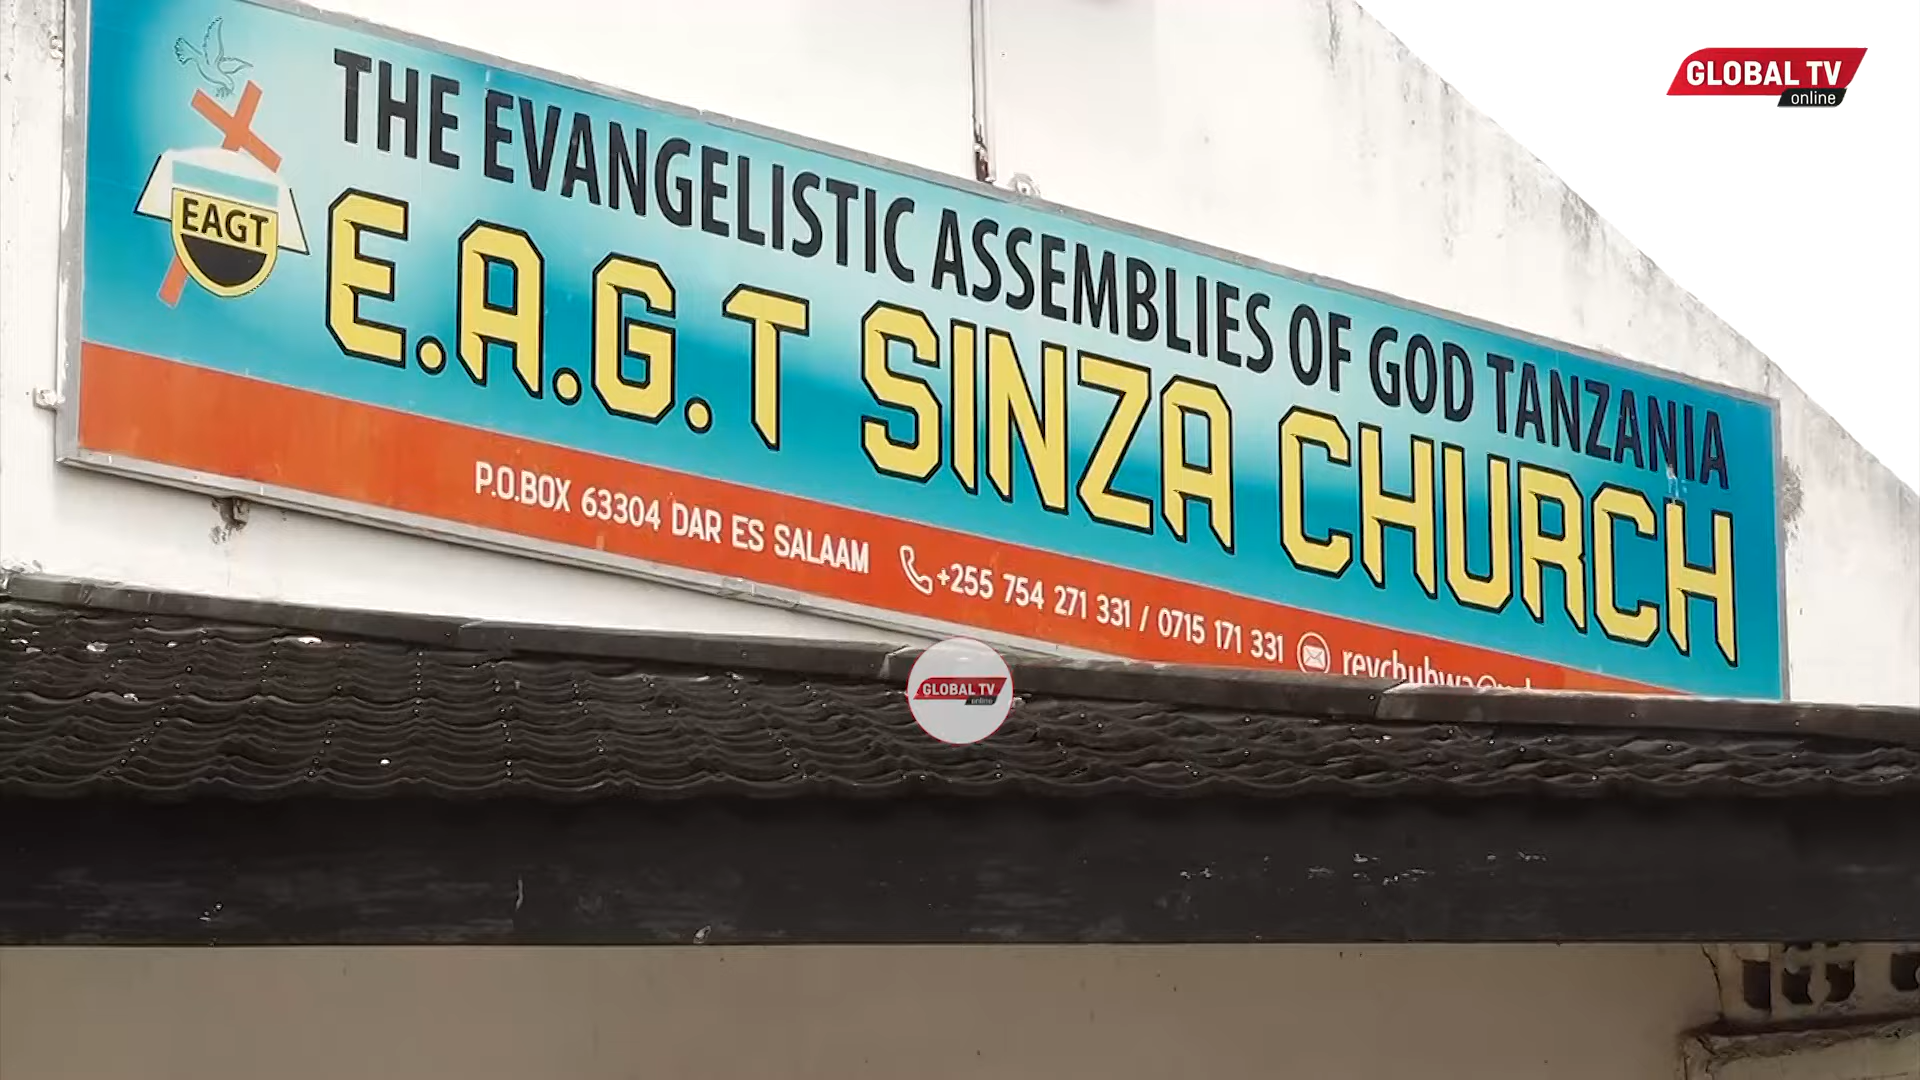 GLOBAL TV
online
THE EVANGELISTIC ASSEMBLIES OF GOD TANZANIA
EAGT
E.A.G.T SINZA CHURCH
P.O.BOX 63304 DAR ES SALAAM +255 754 271 331 / 0715 171 331
GLOBAL TV
online